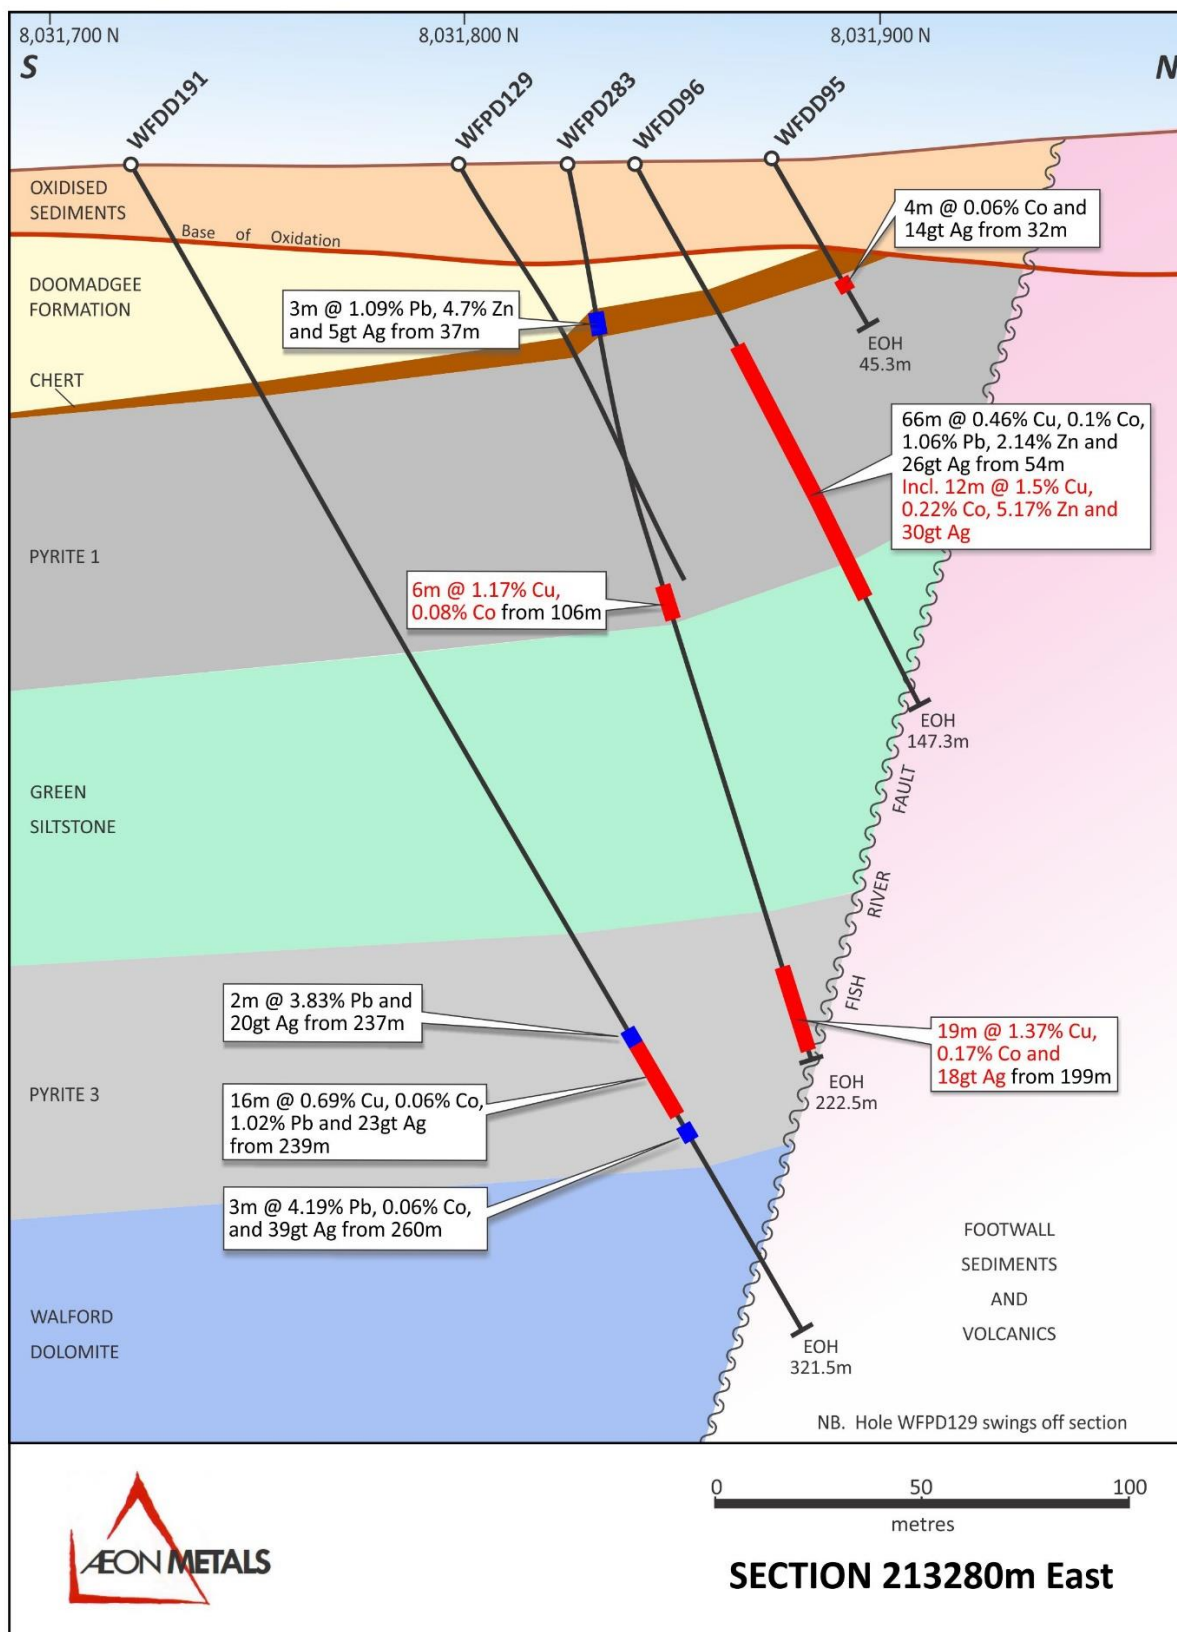 8,031,700 N
8,031,800 N
8,031,900 N
S
N
WFDD191
WFPD129
WFPD283
WFDD96
WFDD95
OXIDISED
SEDIMENTS
Base of Oxidation
4m @ 0.06% Co and
14gt Ag from 32m
DOOMADGEE
FORMATION
3m @ 1.09% Pb, 4.7% Zn
and 5gt Ag from 37m
EOH
45.3m
CHERT
66m @ 0.46% Cu, 0.1% Co,
1.06% Pb, 2.14% Zn and
26gt Ag from 54m
Incl. 12m @ 1.5% Cu,
0.22% Co, 5.17% Zn and
30gt Ag
PYRITE 1
6m @ 1.17% Cu,
0.08% Co from 106m
EOH
147.3m
GREEN
SILTSTONE
FISH RIVER FAULT
2m @ 3.83% Pb and
20gt Ag from 237m
19m @ 1.37% Cu,
0.17% Co and
18gt Ag from 199m
EOH
222.5m
PYRITE 3
16m @ 0.69% Cu, 0.06% Co,
1.02% Pb and 23gt Ag
from 239m
3m @ 4.19% Pb, 0.06% Co,
and 39gt Ag from 260m
FOOTWALL
SEDIMENTS
AND
VOLCANICS
WALFORD
DOLOMITE
EOH
321.5m
NB. Hole WFPD129 swings off section
0 50 100
metres
ÆON METALS
SECTION 213280m East